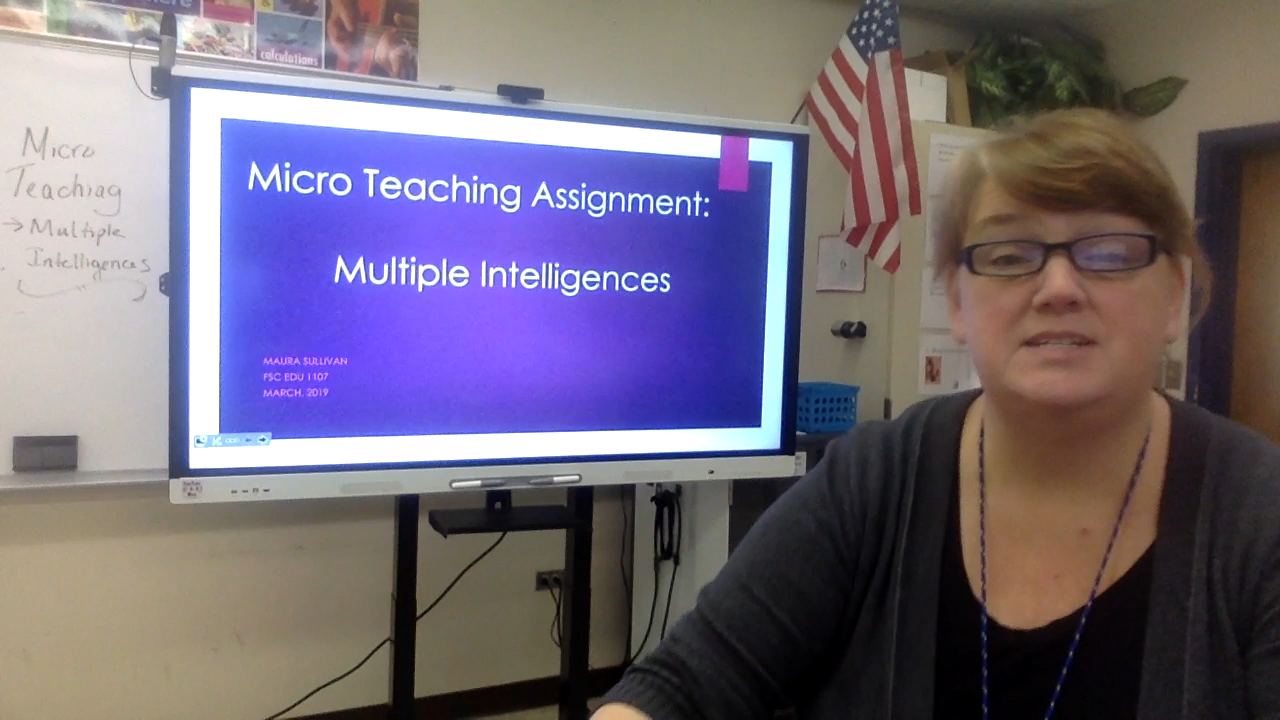 calculations
Micro
Teaching
→ Multiple
Intelligences
Micro Teaching Assignment:
Multiple Intelligences
MAURA SULLIVAN
FSC EDU 1107
MARCH, 2019